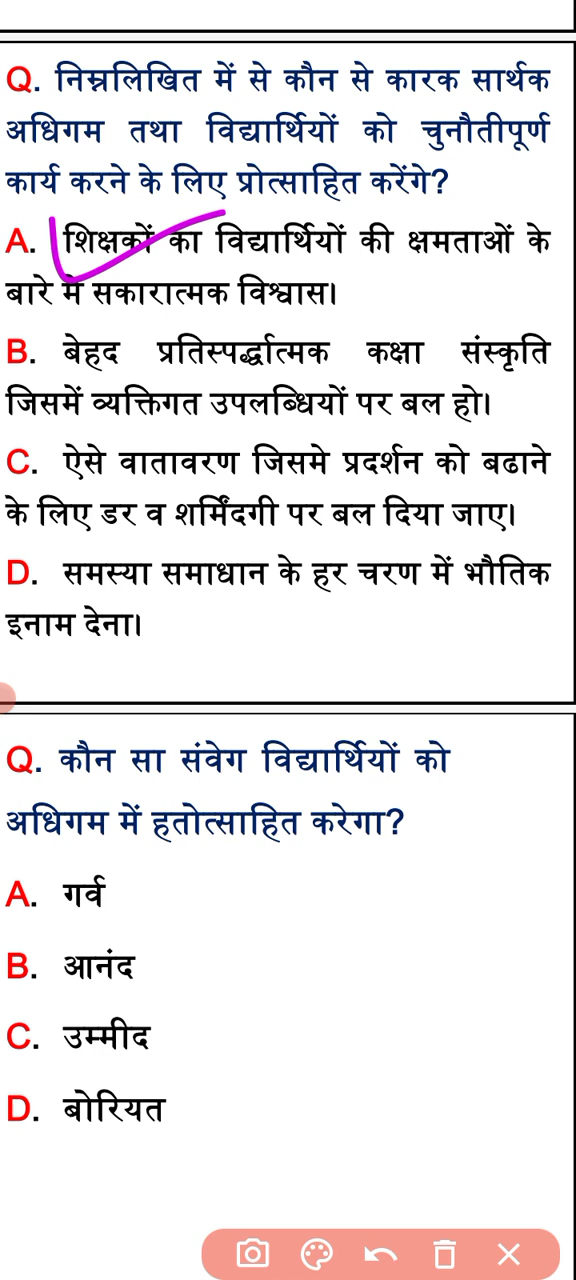 Q. निम्नलिखित में से कौन से कारक सार्थक
अधिगम तथा विद्यार्थियों को चुनौतीपूर्ण
कार्य करने के लिए प्रोत्साहित करेंगे?
A. शिक्षकों का विद्यार्थियों की क्षमताओं के
बारे में सकारात्मक विश्वास।
B. बेहद प्रतिस्पर्द्धात्मक कक्षा संस्कृति
जिसमें व्यक्तिगत उपलब्धियों पर बल हो।
C. ऐसे वातावरण जिसमे प्रदर्शन को बढाने
के लिए डर व शर्मिंदगी पर बल दिया जाए।
D. समस्या समाधान के हर चरण में भौतिक
इनाम देना।
Q. कौन सा संवेग विद्यार्थियों को
अधिगम में हतोत्साहित करेगा?
A. गर्व
B. आनंद
C. उम्मीद
D. बोरियत